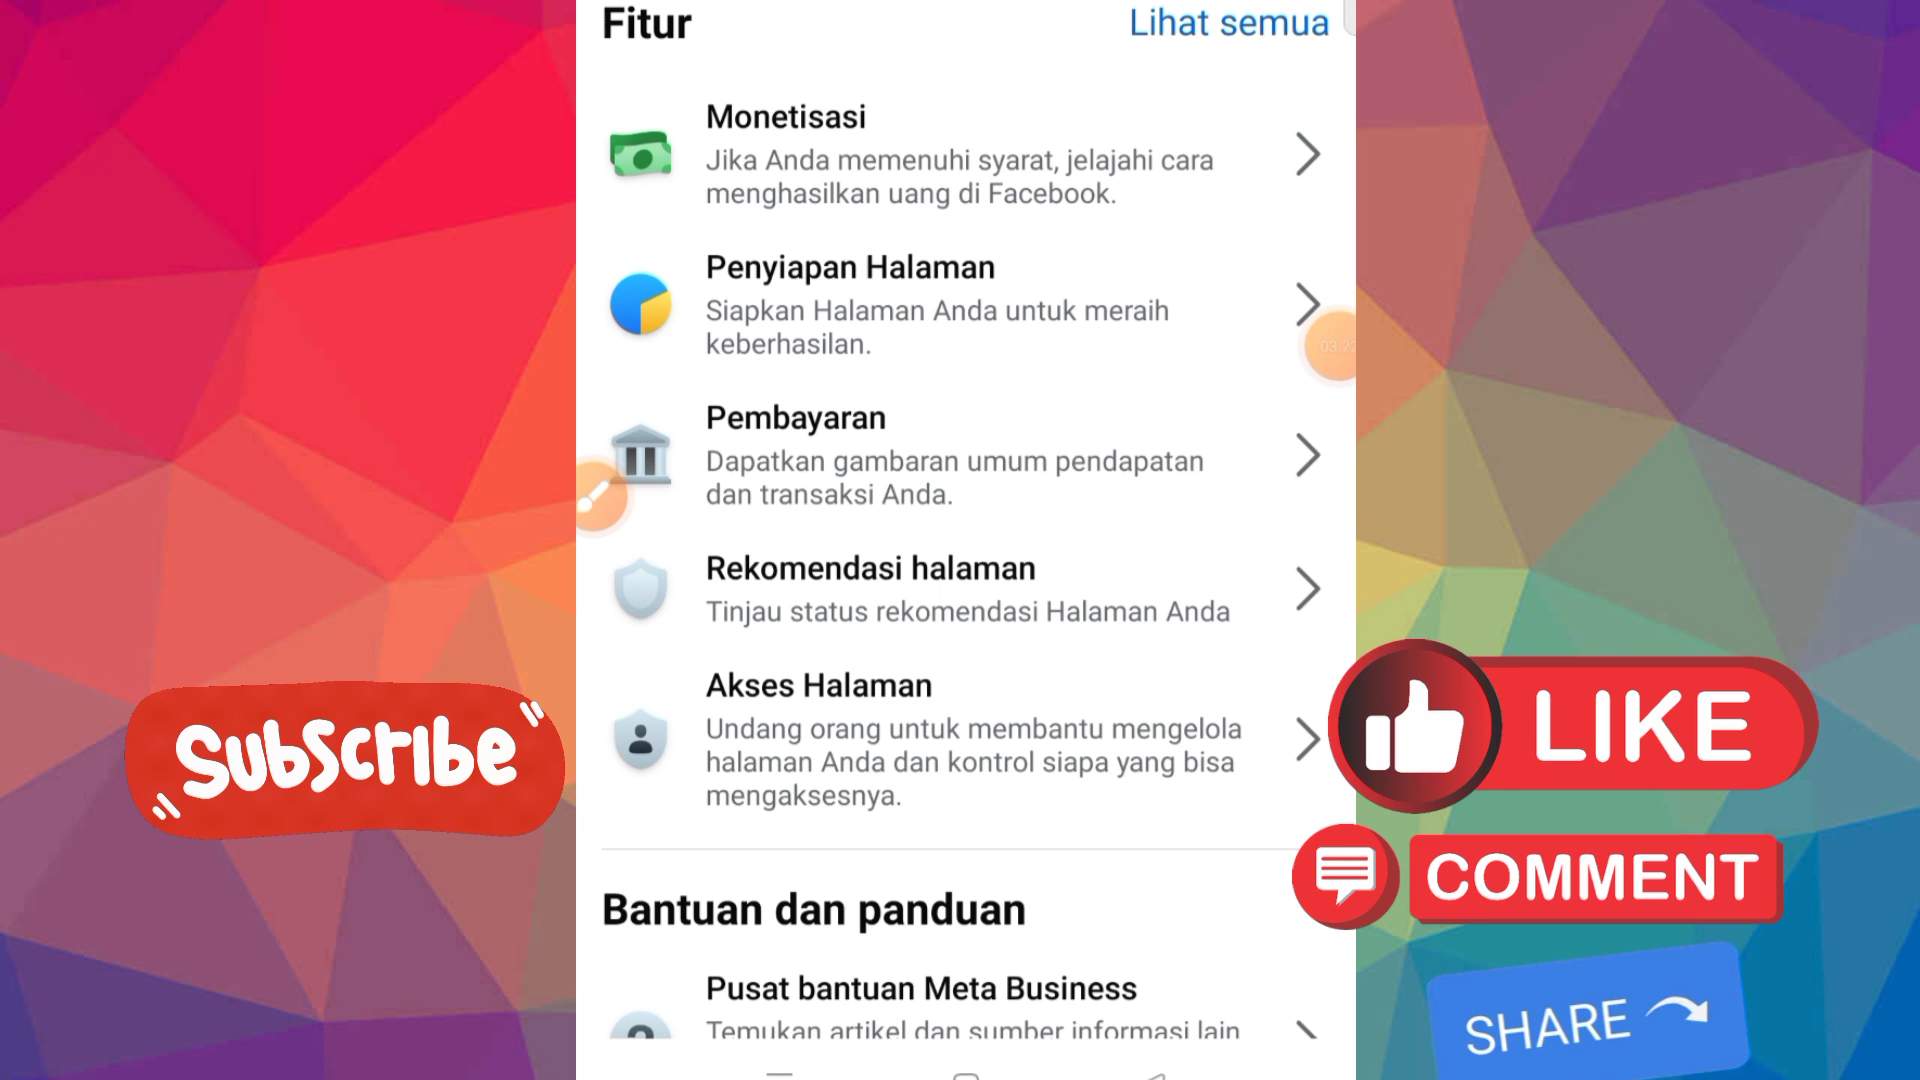 Fitur
Lihat semua
Monetisasi
Jika Anda memenuhi syarat, jelajahi cara
menghasilkan uang di Facebook.
Penyiapan Halaman
Siapkan Halaman Anda untuk meraih
keberhasilan.
Pembayaran
Dapatkan gambaran umum pendapatan
dan transaksi Anda.
Rekomendasi halaman
Tinjau status rekomendasi Halaman Anda
Akses Halaman
Undang orang untuk membantu mengelola
halaman Anda dan kontrol siapa yang bisa
mengaksesnya.
Bantuan dan panduan
Pusat bantuan Meta Business
Temukan artikel dan sumber informasi lain
Subscribe
LIKE
COMMENT
SHARE